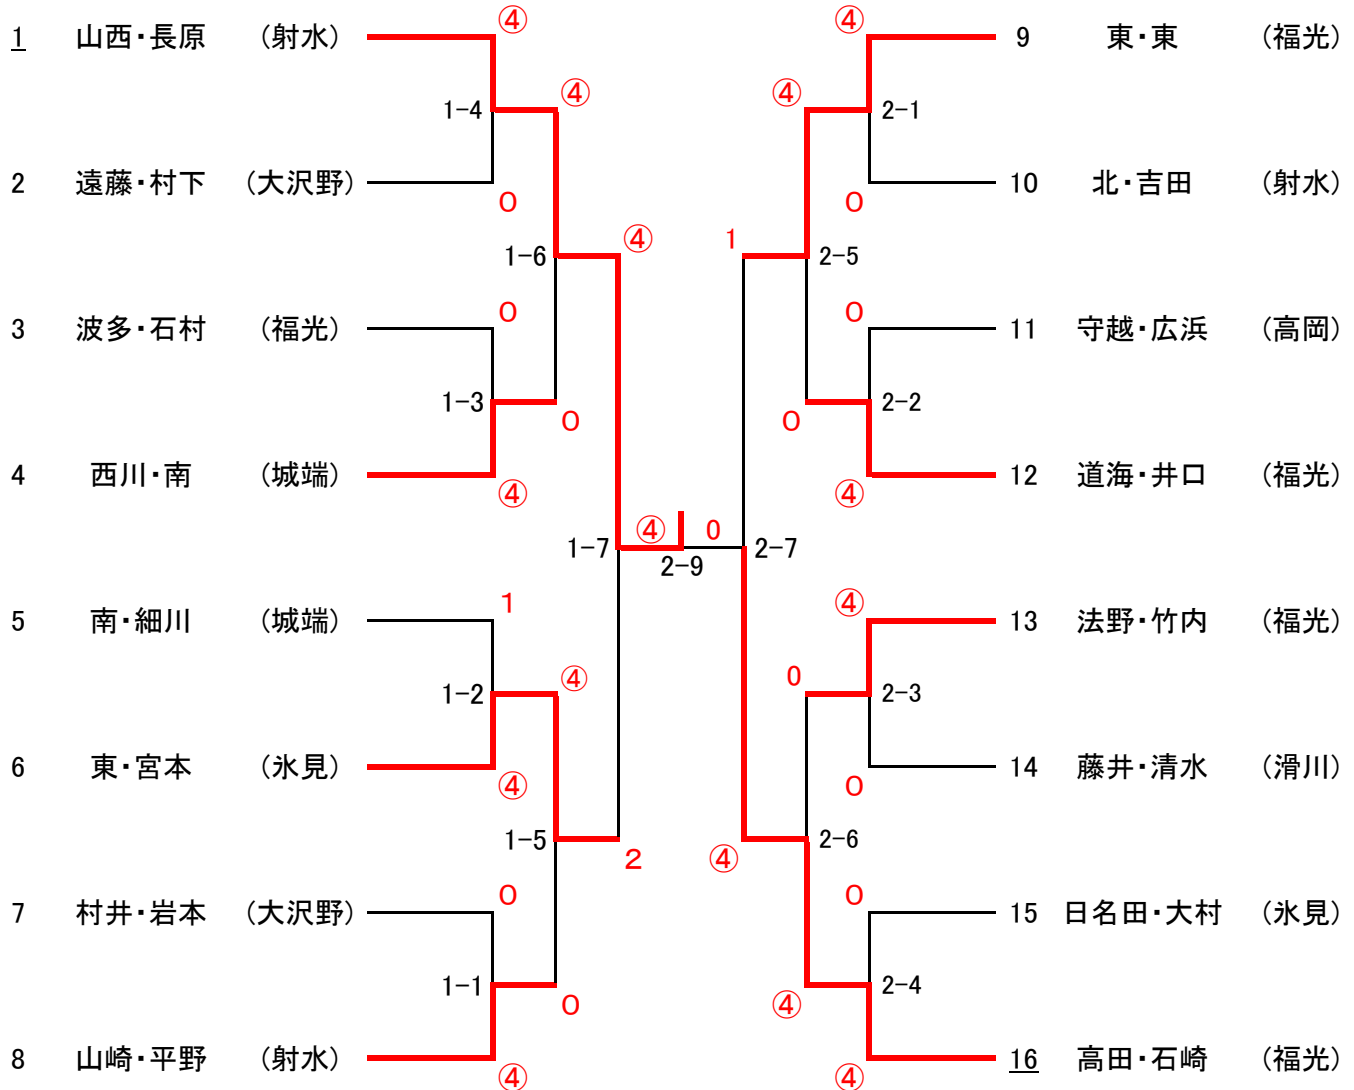 ④ ④
1 山西・長原 (射水) 9 東・東 (福光)
④ ④
1-4 2-1
2 遠藤・村下 (大沢野) 10 北・吉田 (射水)
0 0
④ 1
1-6 2-5
0 0
3 波多・石村 (福光) 11 守越・広浜 (高岡)
1-3 2-2
0 0
4 西川・南 (城端) 12 道海・井口 (福光)
④ ④
④ 0
1-7 2-9 2-7
1 ④
5 南・細川 (城端) 13 法野・竹内 (福光)
④ 0
1-2 2-3
6 東・宮本 (氷見) 14 藤井・清水 (滑川)
④ 0
1-5 2-6
2 ④
0 0
7 村井・岩本 (大沢野) 15 日名田・大村 (氷見)
1-1 2-4
0 ④
8 山崎・平野 (射水) 16 高田・石崎 (福光)
④ ④